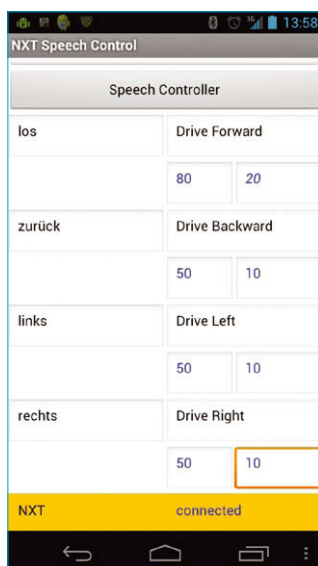 13:58
NXT Speech Control
Speech Controller
los Drive Forward
80 20
zurück Drive Backward
50 10
links Drive Left
50 10
rechts Drive Right
50 10
NXT connected